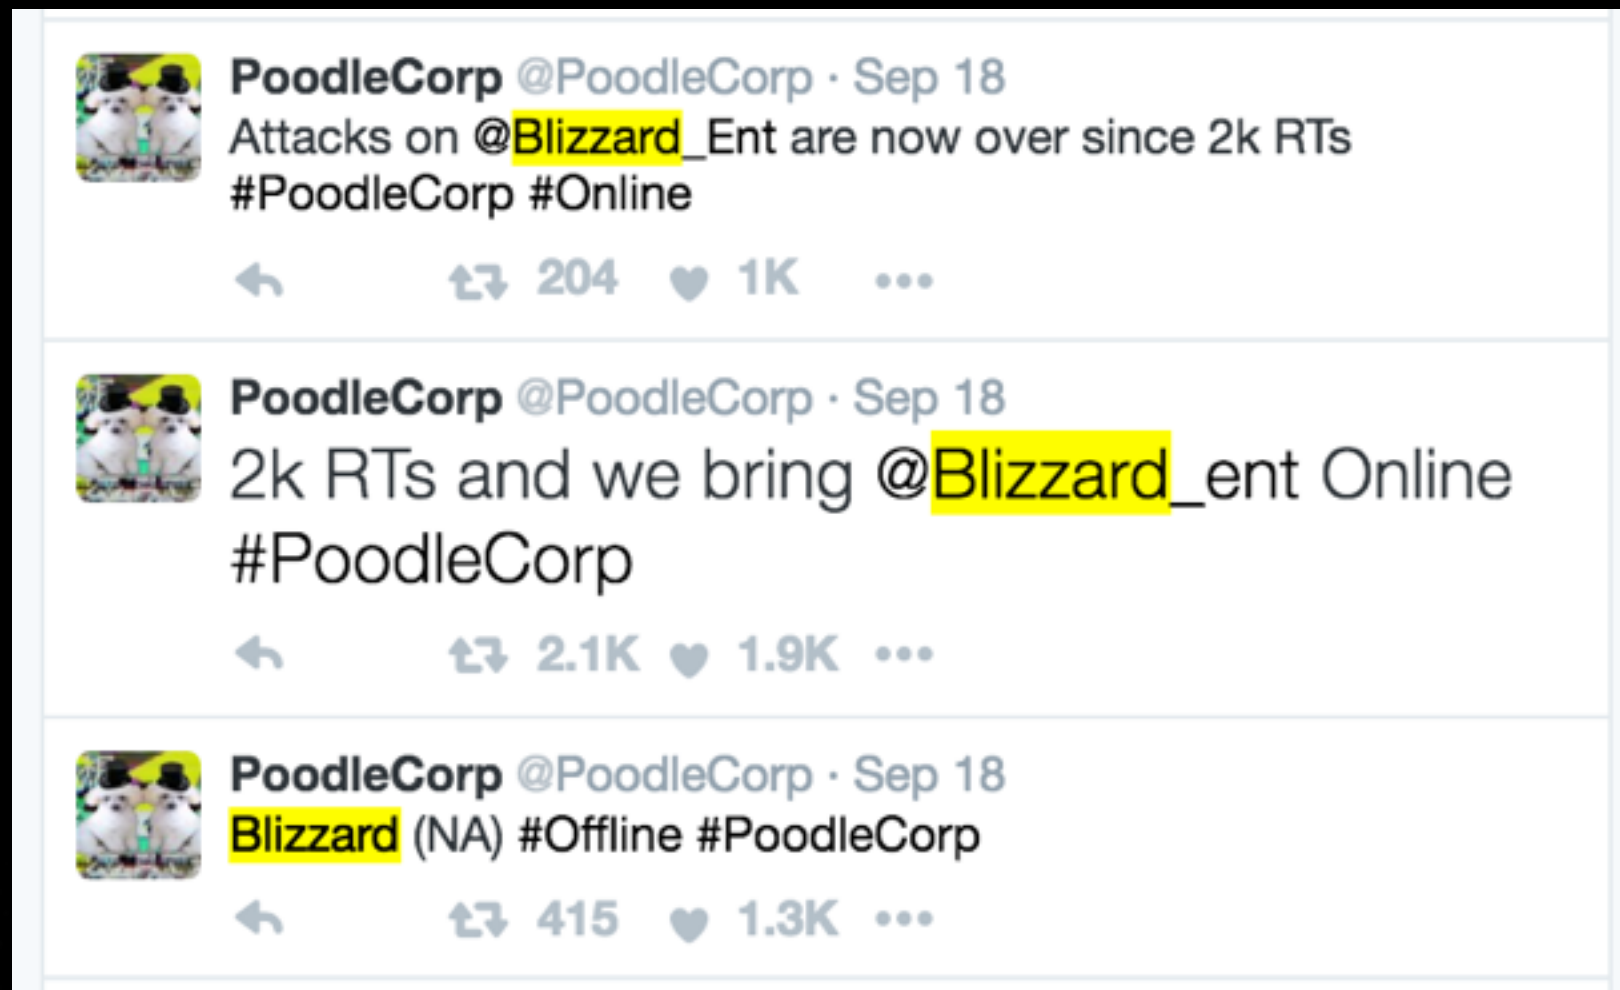 PoodleCorp @PoodleCorp · Sep 18
Attacks on @Blizzard_Ent are now over since 2k RTs
#PoodleCorp #Online
204 1K
PoodleCorp @PoodleCorp · Sep 18
2k RTs and we bring @Blizzard_ent Online
#PoodleCorp
2.1K 1.9K
PoodleCorp @PoodleCorp · Sep 18
Blizzard (NA) #Offline #PoodleCorp
415 1.3K